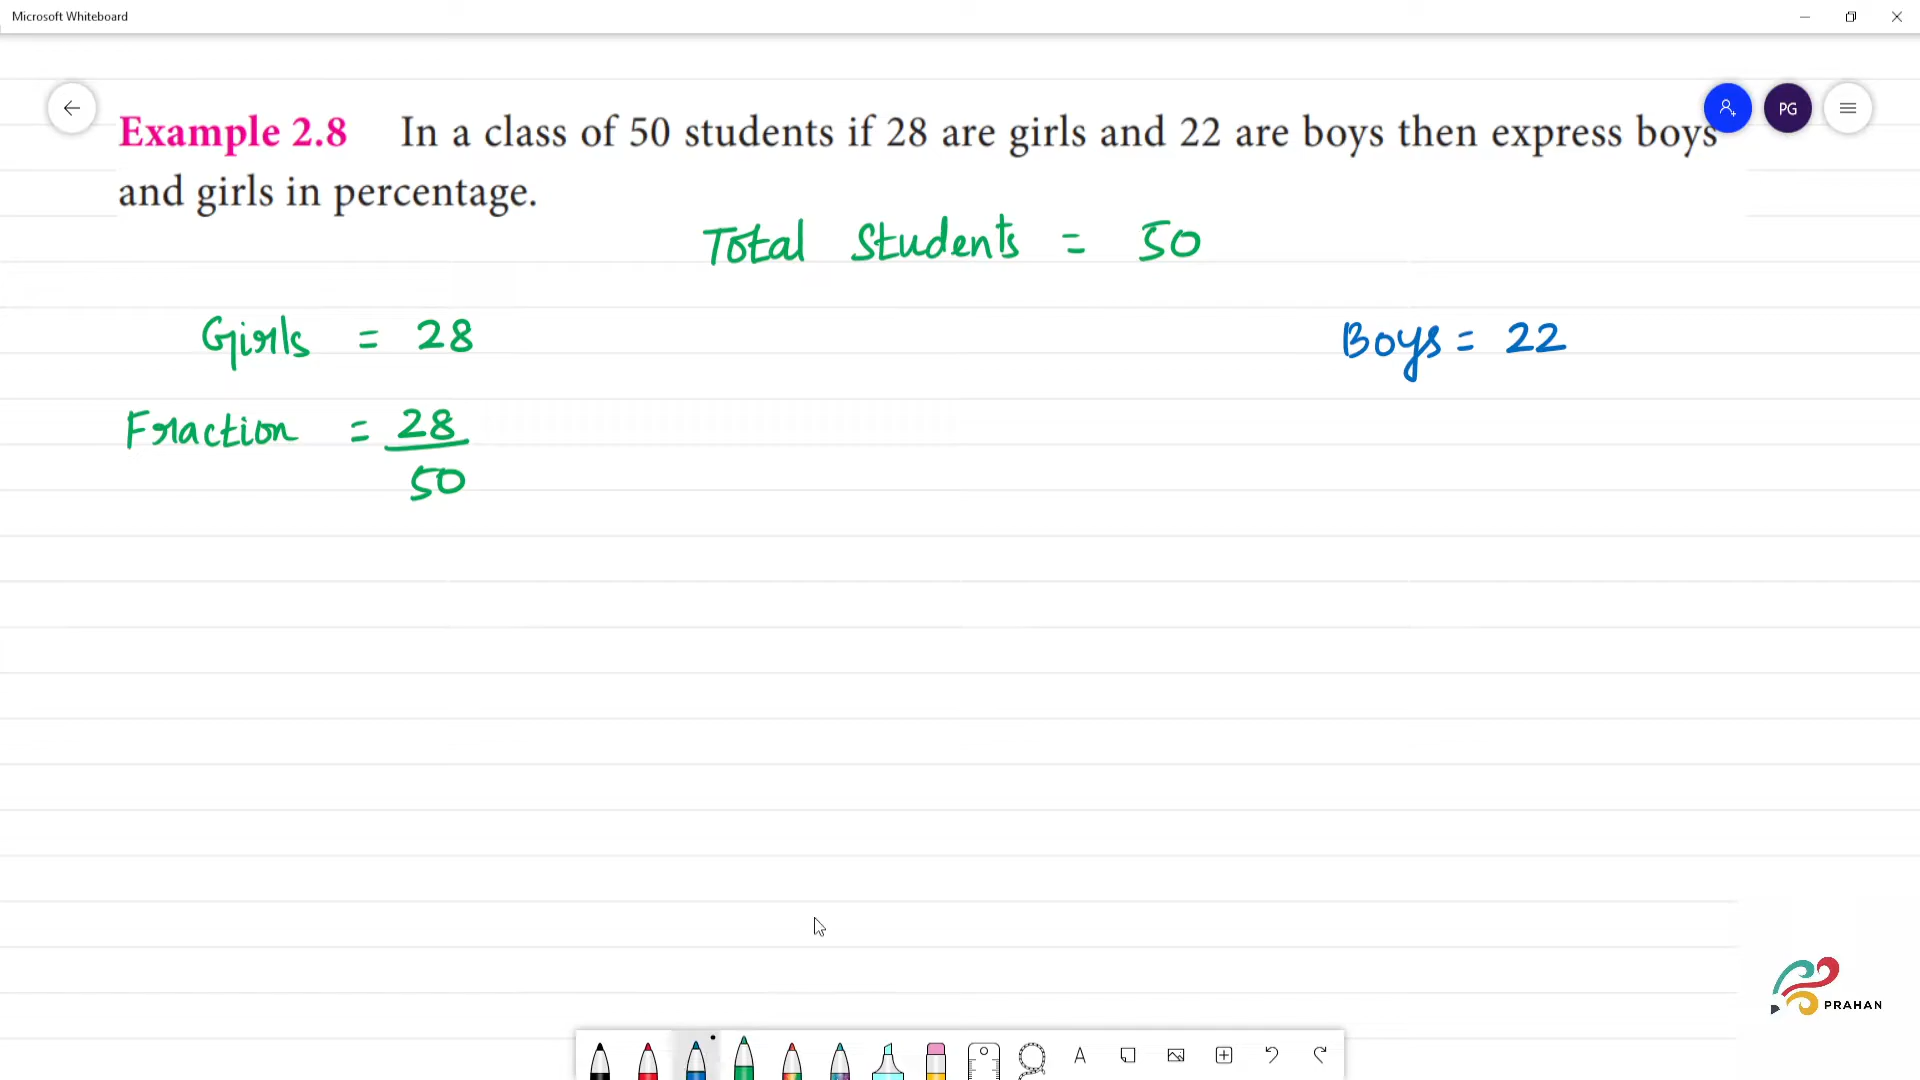 Microsoft Whiteboard
PG
Example 2.8 In a class of 50 students if 28 are girls and 22 are boys then express boys
and girls in percentage.
Total Students = 50
Girls = 28
Boys = 22
Fraction = 28
50
A
PRAHAN